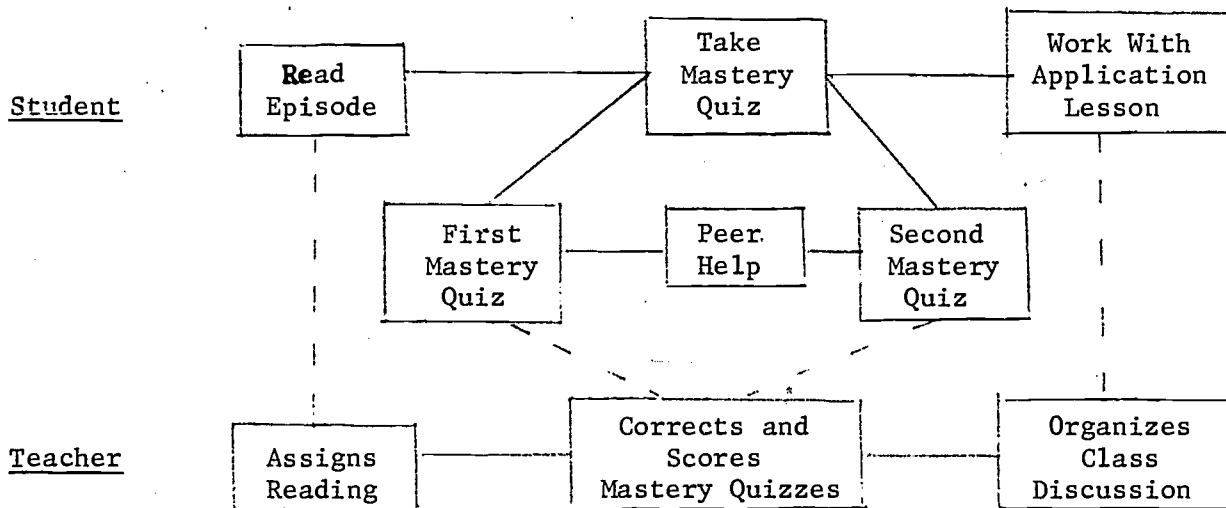 Student
Read
Episode
Take
Mastery
Quiz
Work With
Application
Lesson
First
Mastery
Quiz
Peer
Help
Second
Mastery
Quiz
Teacher
Assigns
Reading
Corrects and
Scores
Mastery Quizzes
Organizes
Class
Discussion